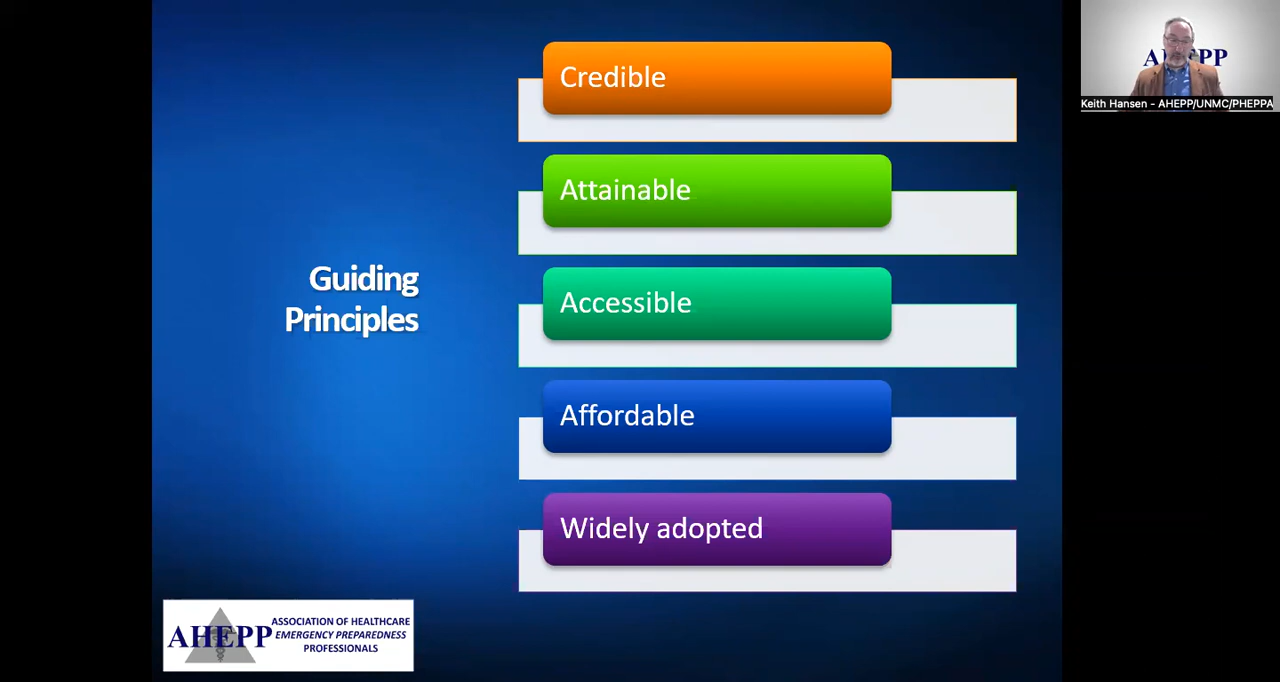 Guiding
Principles
Credible
Attainable
Accessible
Affordable
Widely adopted
AHEPP
ASSOCIATION OF HEALTHCARE
EMERGENCY PREPAREDNESS
PROFESSIONALS
AHEPP
Keith Hansen - AHEPP/UNMC/PHEPPA